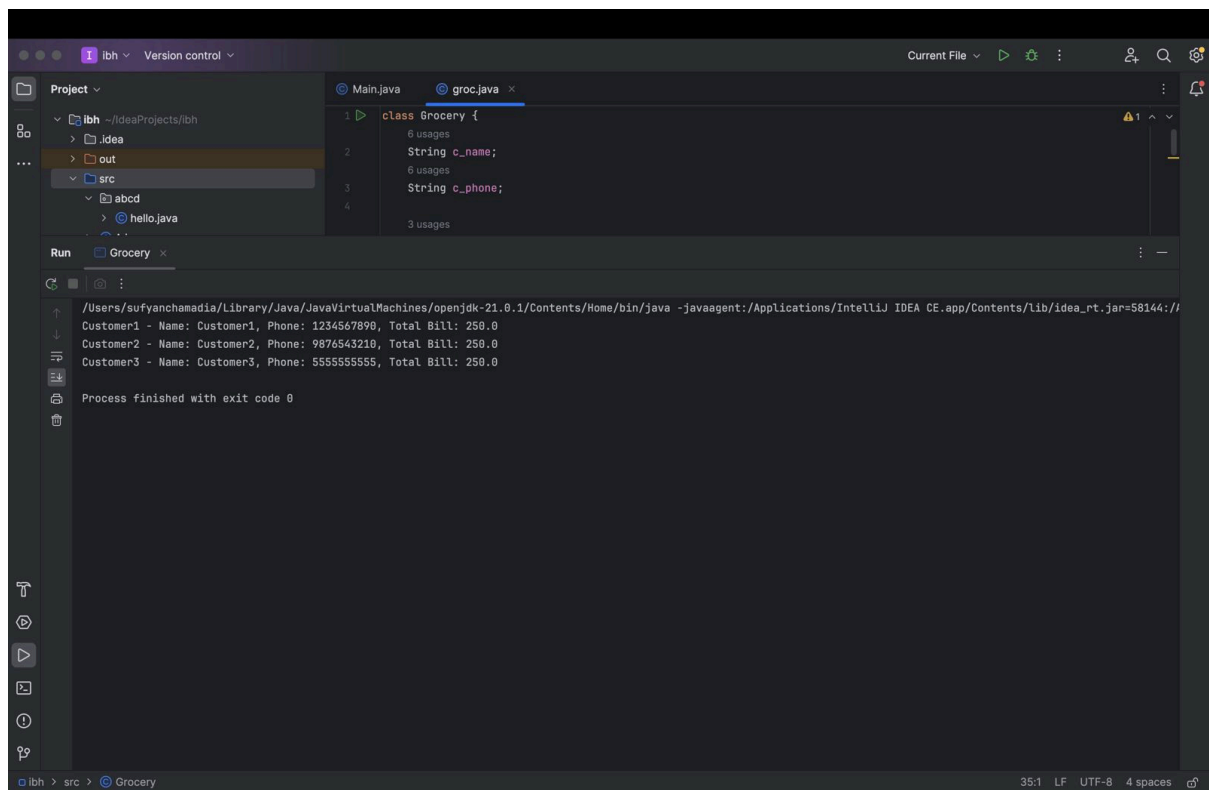 I ibh Version control Current File
Project
Main.java groc.java
ibh ~/IdeaProjects/ibh
.idea
out
src
abcd
hello.java
1 class Grocery { 1
6 usages
2 String c_name;
6 usages
3 String c_phone;
4
3 usages
Run Grocery
/Users/sufyanchamadia/Library/Java/JavaVirtualMachines/openjdk-21.0.1/Contents/Home/bin/java -javaagent:/Applications/IntelliJ IDEA CE.app/Contents/lib/idea_rt.jar=58144:/
Customer1 - Name: Customer1, Phone: 1234567890, Total Bill: 250.0
Customer2 - Name: Customer2, Phone: 9876543210, Total Bill: 250.0
Customer3 - Name: Customer3, Phone: 5555555555, Total Bill: 250.0
Process finished with exit code 0
ibh > src > Grocery 35:1 LF UTF-8 4 spaces